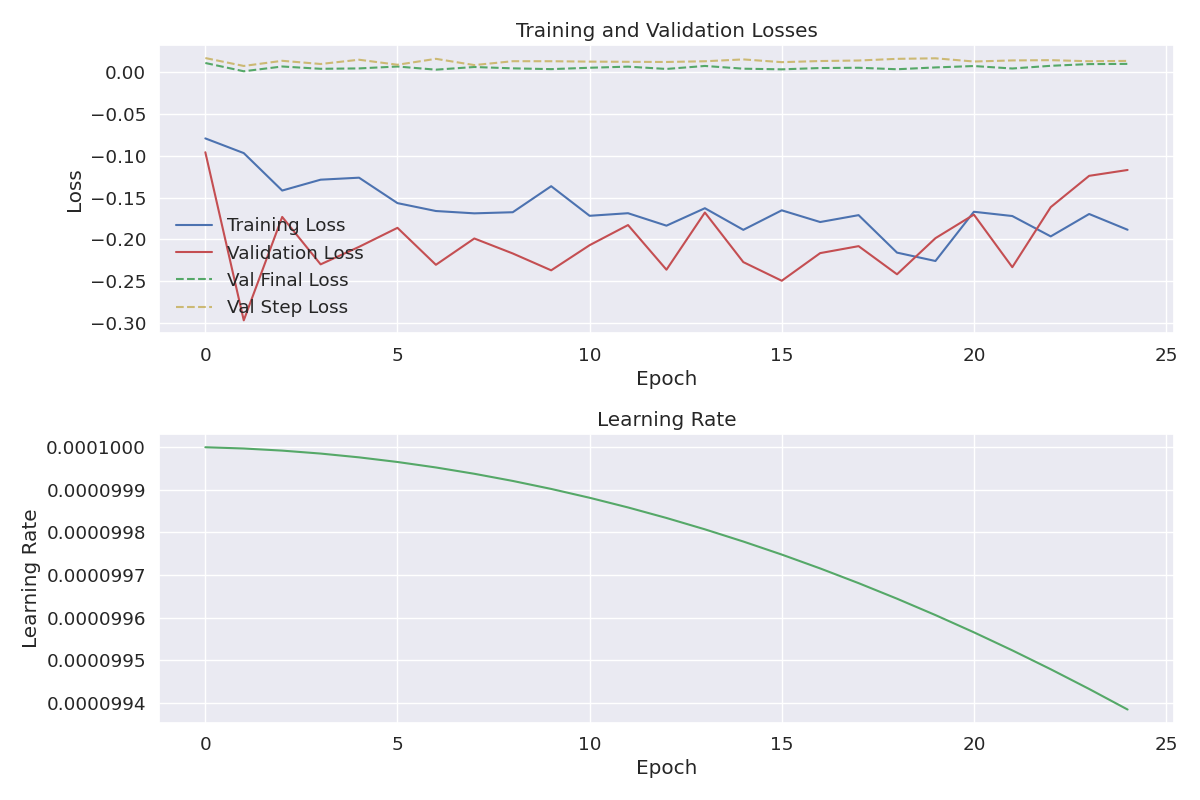 Training and Validation Losses
0.00
−0.05
−0.10
−0.15
−0.20
−0.25
−0.30
Loss
Training Loss
Validation Loss
Val Final Loss
Val Step Loss
0 5 10 15 20 25
Epoch
Learning Rate
0.0001000
0.0000999
0.0000998
0.0000997
0.0000996
0.0000995
0.0000994
Learning Rate
0 5 10 15 20 25
Epoch